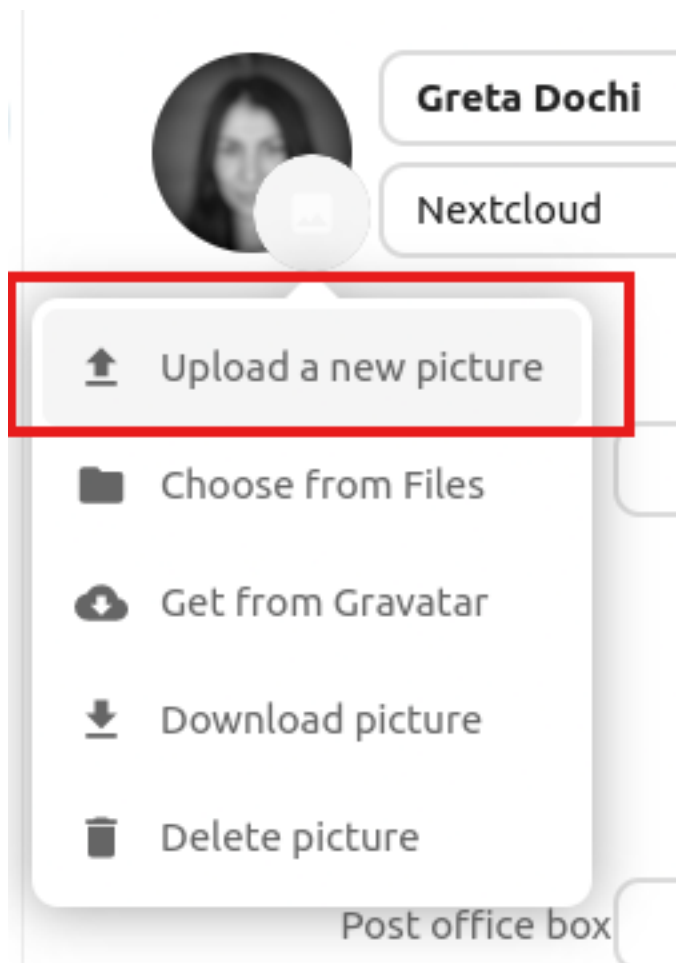 Greta Dochi
Nextcloud
Upload a new picture
Choose from Files
Get from Gravatar
Download picture
Delete picture
Post office box